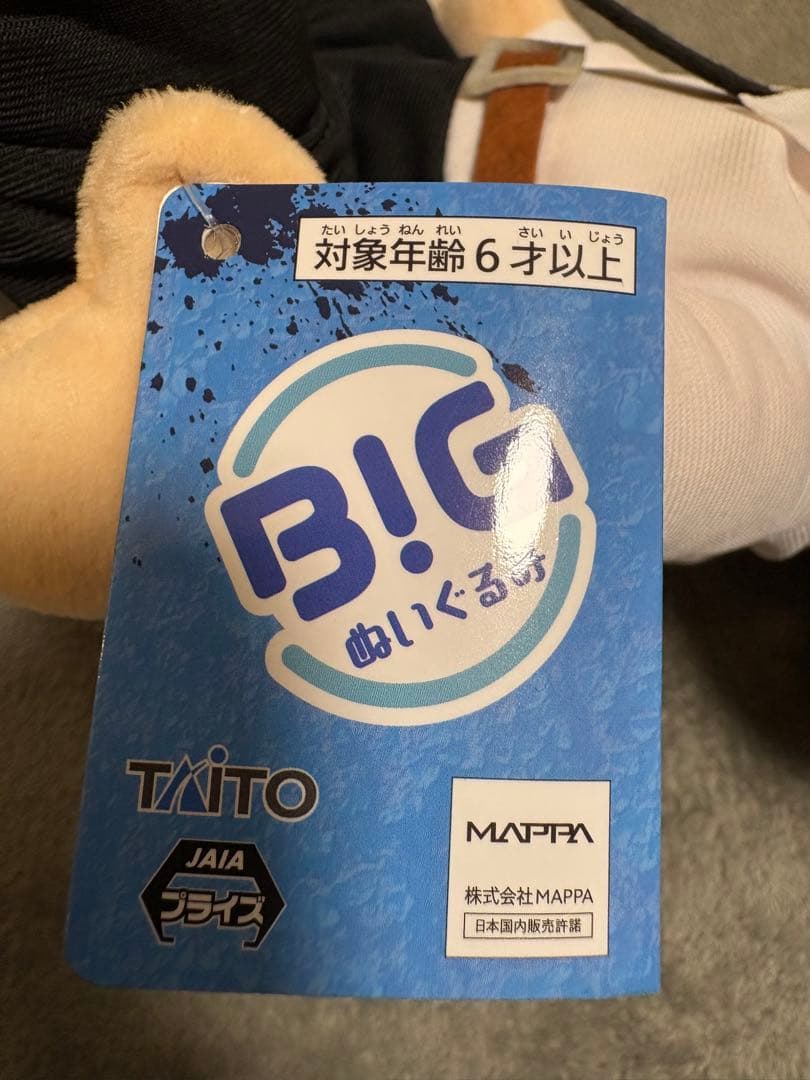 たいしょうねんれい さいいじょう
対象年齢6才以上
B!G
ぬいぐるみ
TAITO
JAIA
プライズ
MAPPA
株式会社MAPPA
日本国内販売許諾